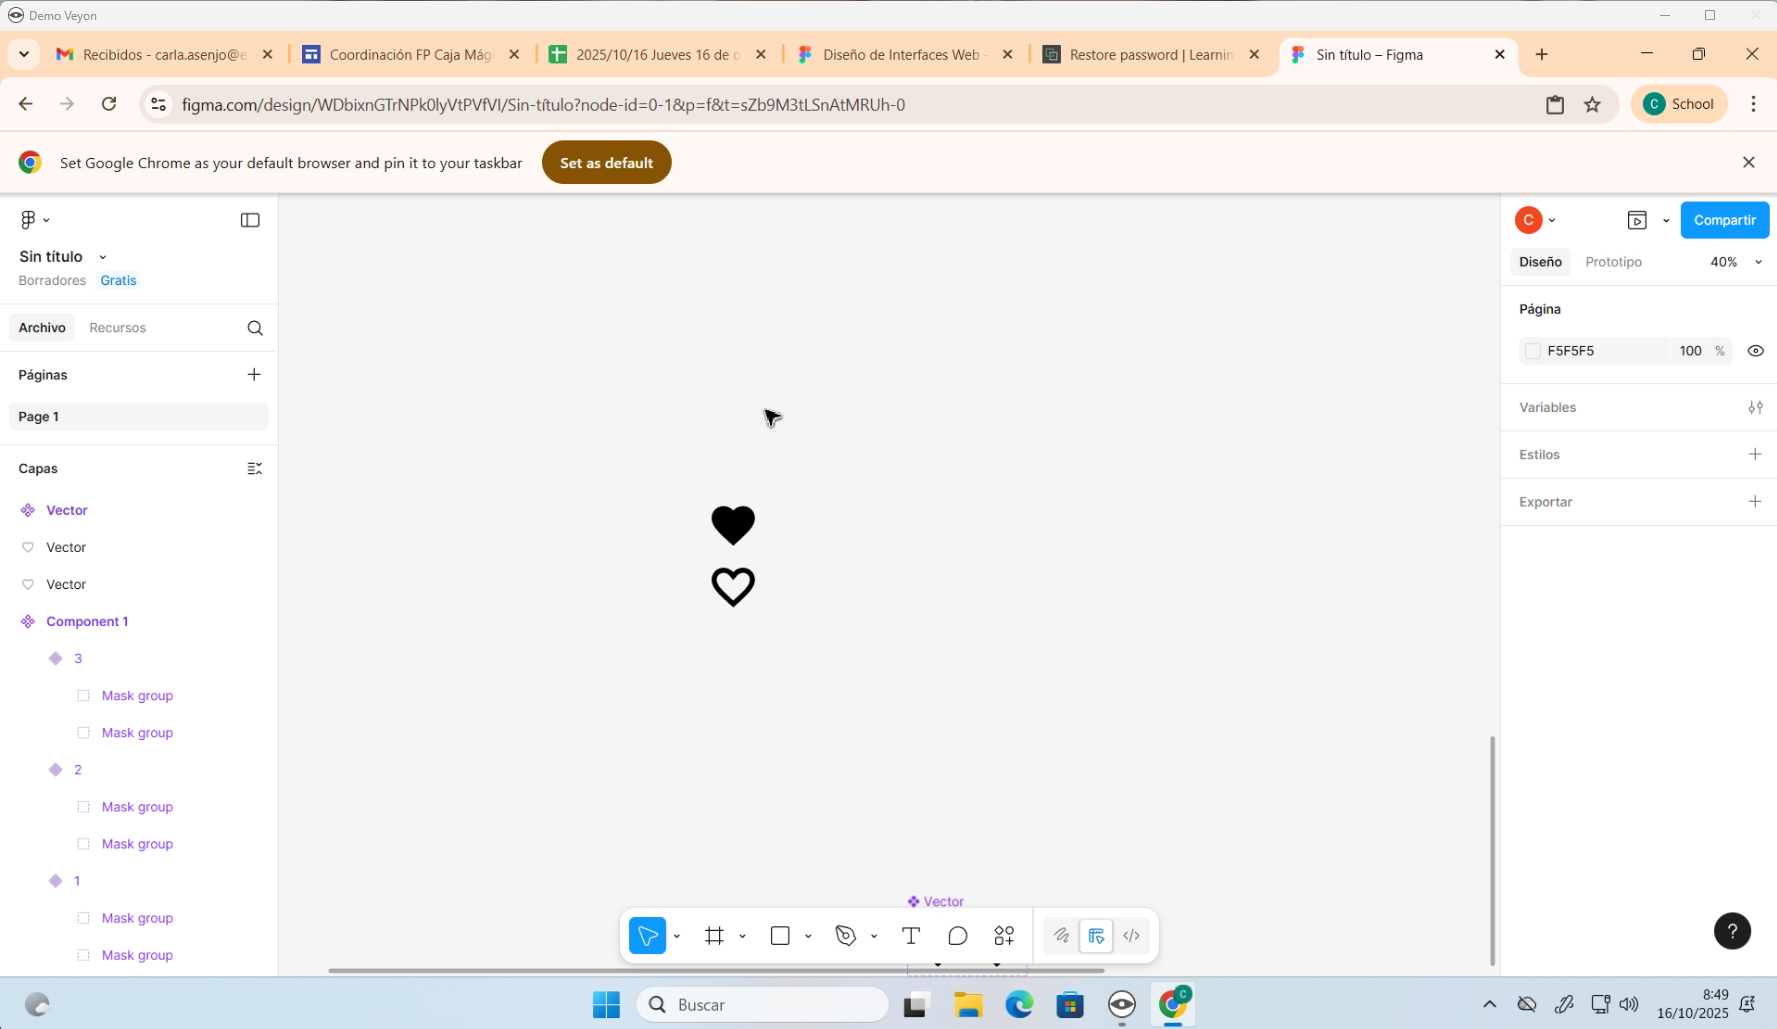 Demo Veyon
Recibidos - carla.asenjo@e
Coordinación FP Caja Mági
2025/10/16 Jueves 16 de o
Diseño de Interfaces Web -
Restore password | Learnin
Sin título – Figma
figma.com/design/WDbixnGTrNPk0lyVtPVfVI/Sin-título?node-id=0-1&p=f&t=sZb9M3tLSnAtMRUh-0
C School
Set Google Chrome as your default browser and pin it to your taskbar
Set as default
C
Compartir
Sin título
Borradores Gratis
Diseño Prototipo 40%
Archivo Recursos
Página
F5F5F5 100 %
Páginas
Page 1
Variables
Capas
Estilos
Vector
Exportar
Vector
Vector
Component 1
3
Mask group
Mask group
2
Mask group
Mask group
1
Mask group
Mask group
Vector
T
?
Buscar
C
8:49
16/10/2025